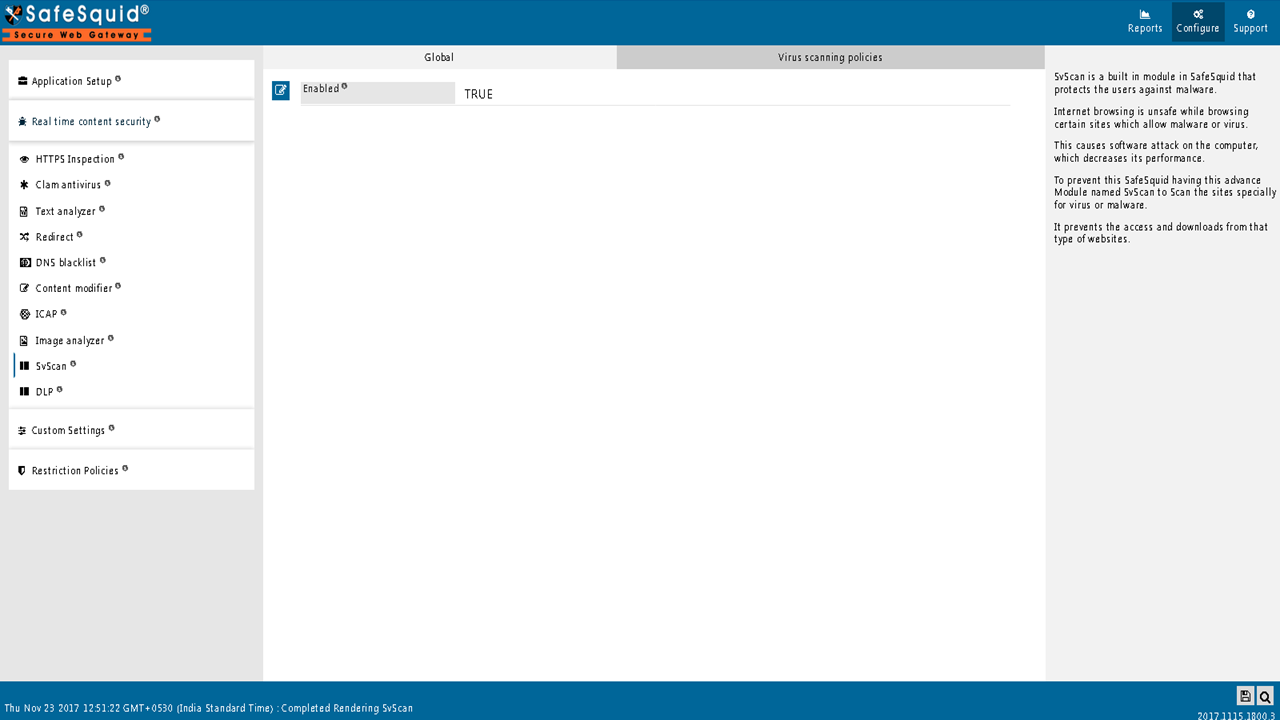 SafeSquid®
Secure Web Gateway
Reports
Configure
Support
Application Setup
Real time content security
HTTPS Inspection
Clam antivirus
Text analyzer
Redirect
DNS blacklist
Content modifier
ICAP
Image analyzer
SvScan
DLP
Custom Settings
Restriction Policies
Global
Virus scanning policies
Enabled
TRUE
SvScan is a built in module in SafeSquid that
protects the users against malware.
Internet browsing is unsafe while browsing
certain sites which allow malware or virus.
This causes software attack on the computer,
which decreases its performance.
To prevent this SafeSquid having this advance
Module named SvScan to Scan the sites specially
for virus or malware.
It prevents the access and downloads from that
type of websites.
Thu Nov 23 2017 12:51:22 GMT+0530 (India Standard Time) : Completed Rendering SvScan
2017.1115.1800.3